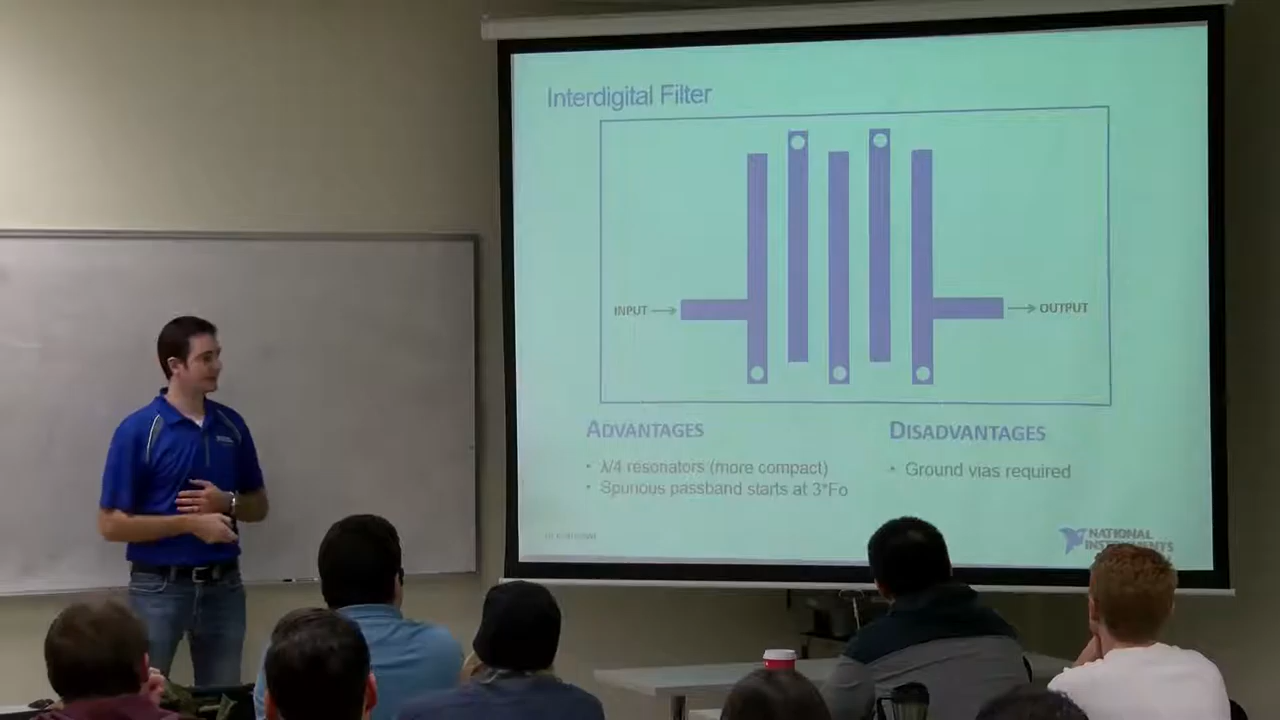 Interdigital Filter
INPUT
OUTPUT
ADVANTAGES
• λ/4 resonators (more compact)
• Spurious passband starts at 3*Fo
DISADVANTAGES
• Ground vias required
NATIONAL
INSTRUMENTS